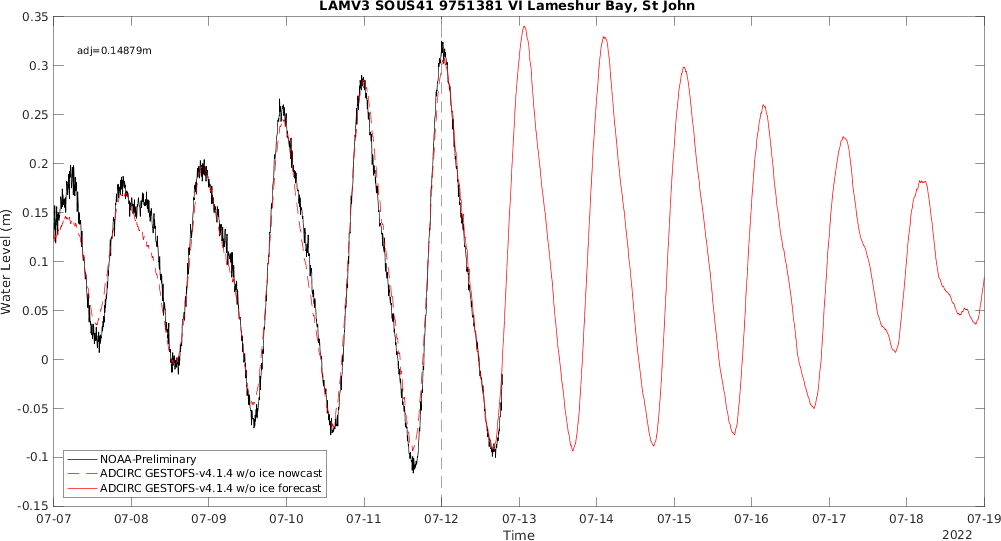 LAMV3 SOUS41 9751381 VI Lameshur Bay, St John
adj=0.14879m
0.35
0.3
0.25
0.2
0.15
0.1
0.05
0
-0.05
-0.1
-0.15
Water Level (m)
NOAA-Preliminary
ADCIRC GESTOFS-v4.1.4 w/o ice nowcast
ADCIRC GESTOFS-v4.1.4 w/o ice forecast
07-07 07-08 07-09 07-10 07-11 07-12 07-13 07-14 07-15 07-16 07-17 07-18 07-19
Time
2022